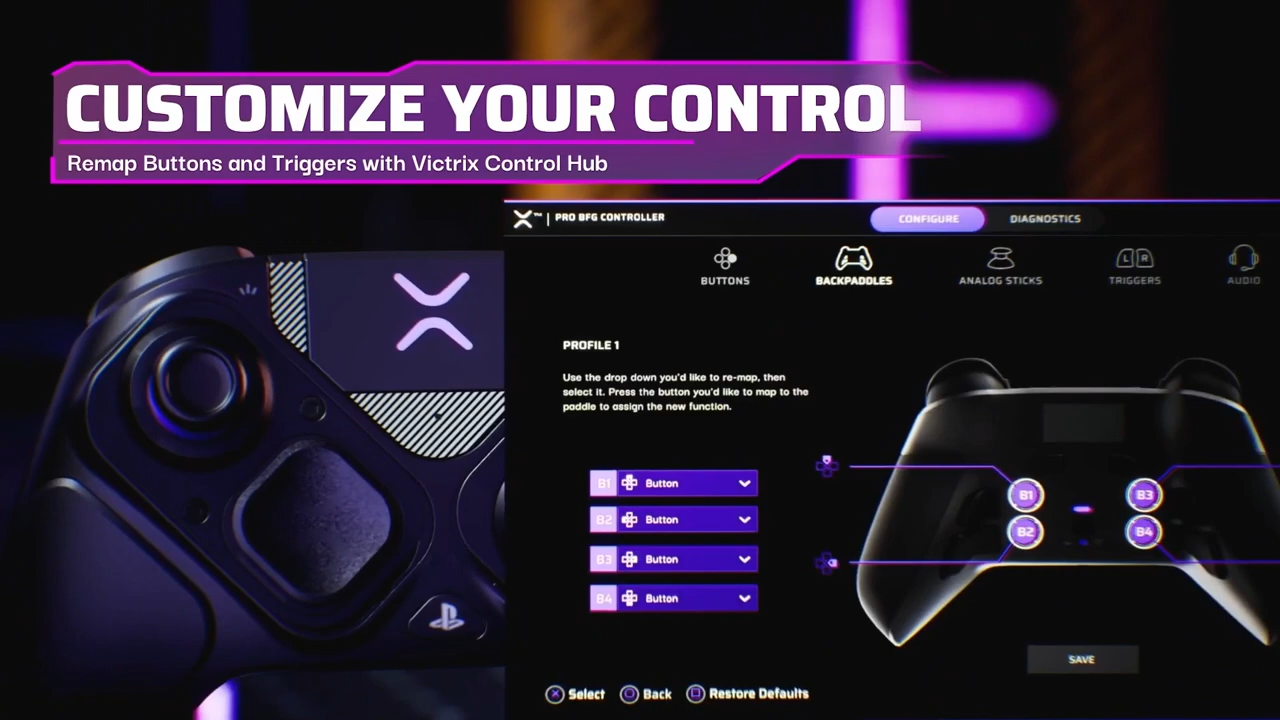 CUSTOMIZE YOUR CONTROL
Remap Buttons and Triggers with Victrix Control Hub
™ | PRO BFG CONTROLLER
CONFIGURE
DIAGNOSTICS
BUTTONS
BACKPADDLES
ANALOG STICKS
L R
TRIGGERS
AUDIO
PROFILE 1
Use the drop down you'd like to re-map, then
select it. Press the button you'd like to map to the
paddle to assign the new function.
B1 Button
B2 Button
B3 Button
B4 Button
B1
B3
B2
B4
SAVE
Select
Back
Restore Defaults